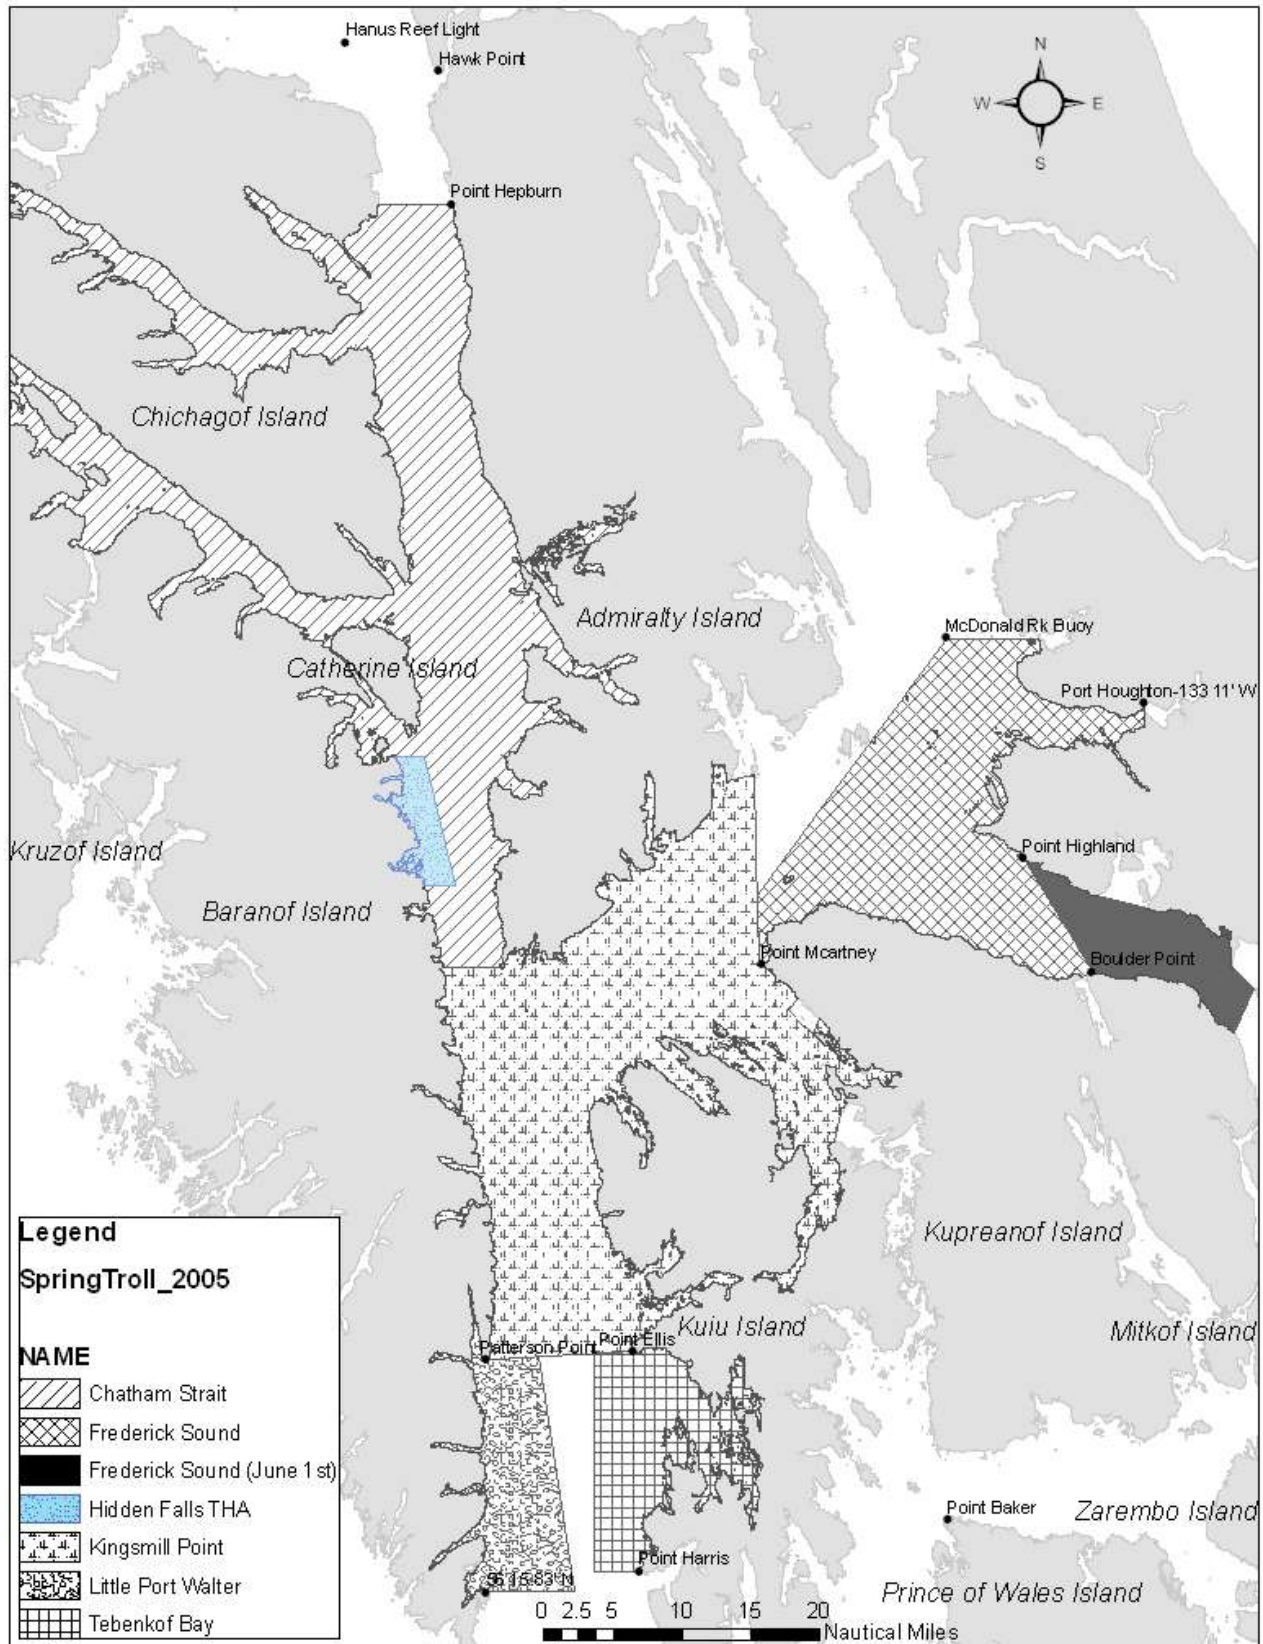 Hanus Reef Light
Hawk Point
N
W
E
S
Point Hepburn
Chichagof Island
Admiralty Island
McDonald Rk Buoy
Catherine Island
Port Houghton-133 11' W
Kruzof Island
Point Highland
Baranof Island
Point Mcartney
Boulder Point
Kupreanof Island
Kuiu Island
Mitkof Island
Patterson Point
Point Ellis
Point Baker
Zarembo Island
Point Harris
Prince of Wales Island
0 2.5 5 10 15 20
Nautical Miles
Legend
SpringTroll_2005
NAME
Chatham Strait
Frederick Sound
Frederick Sound (June 1st)
Hidden Falls THA
Kingsmill Point
Little Port Walter
Tebenkof Bay